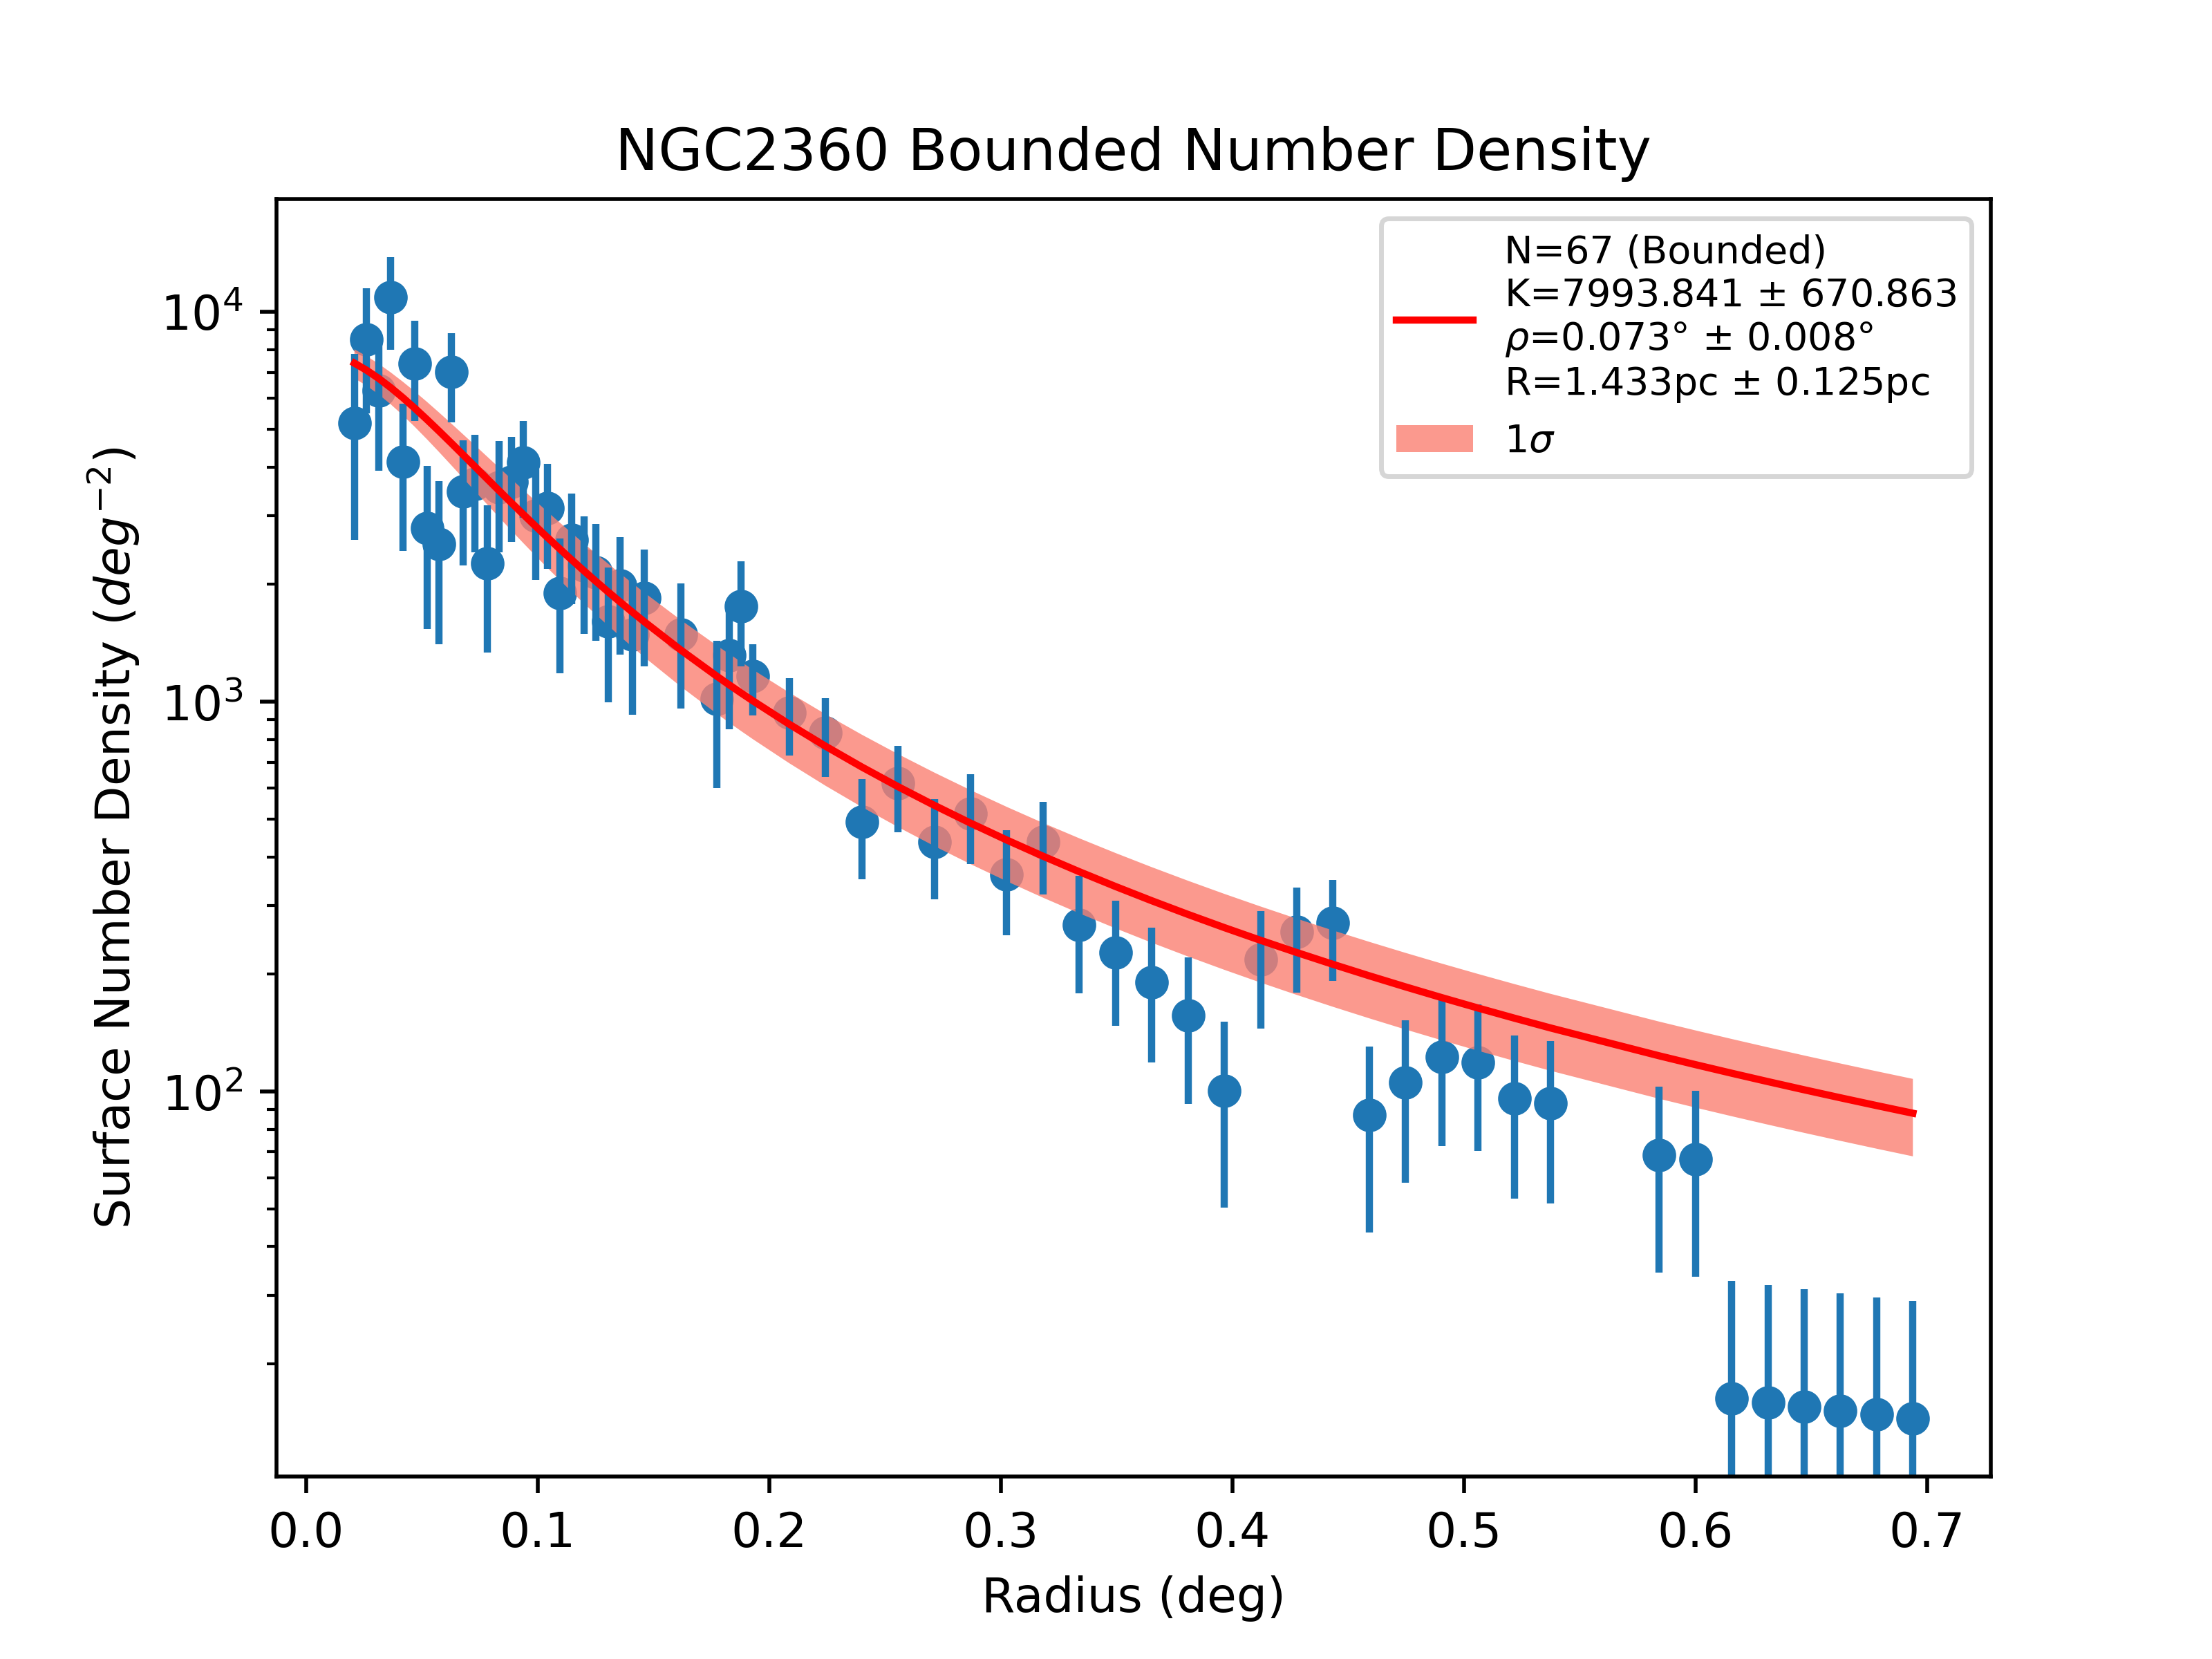 NGC2360 Bounded Number Density
N=67 (Bounded)
K=7993.841 ± 670.863
ρ=0.073° ± 0.008°
R=1.433pc ± 0.125pc
1σ
Surface Number Density (deg⁻²)
10⁴
10³
10²
0.0 0.1 0.2 0.3 0.4 0.5 0.6 0.7
Radius (deg)